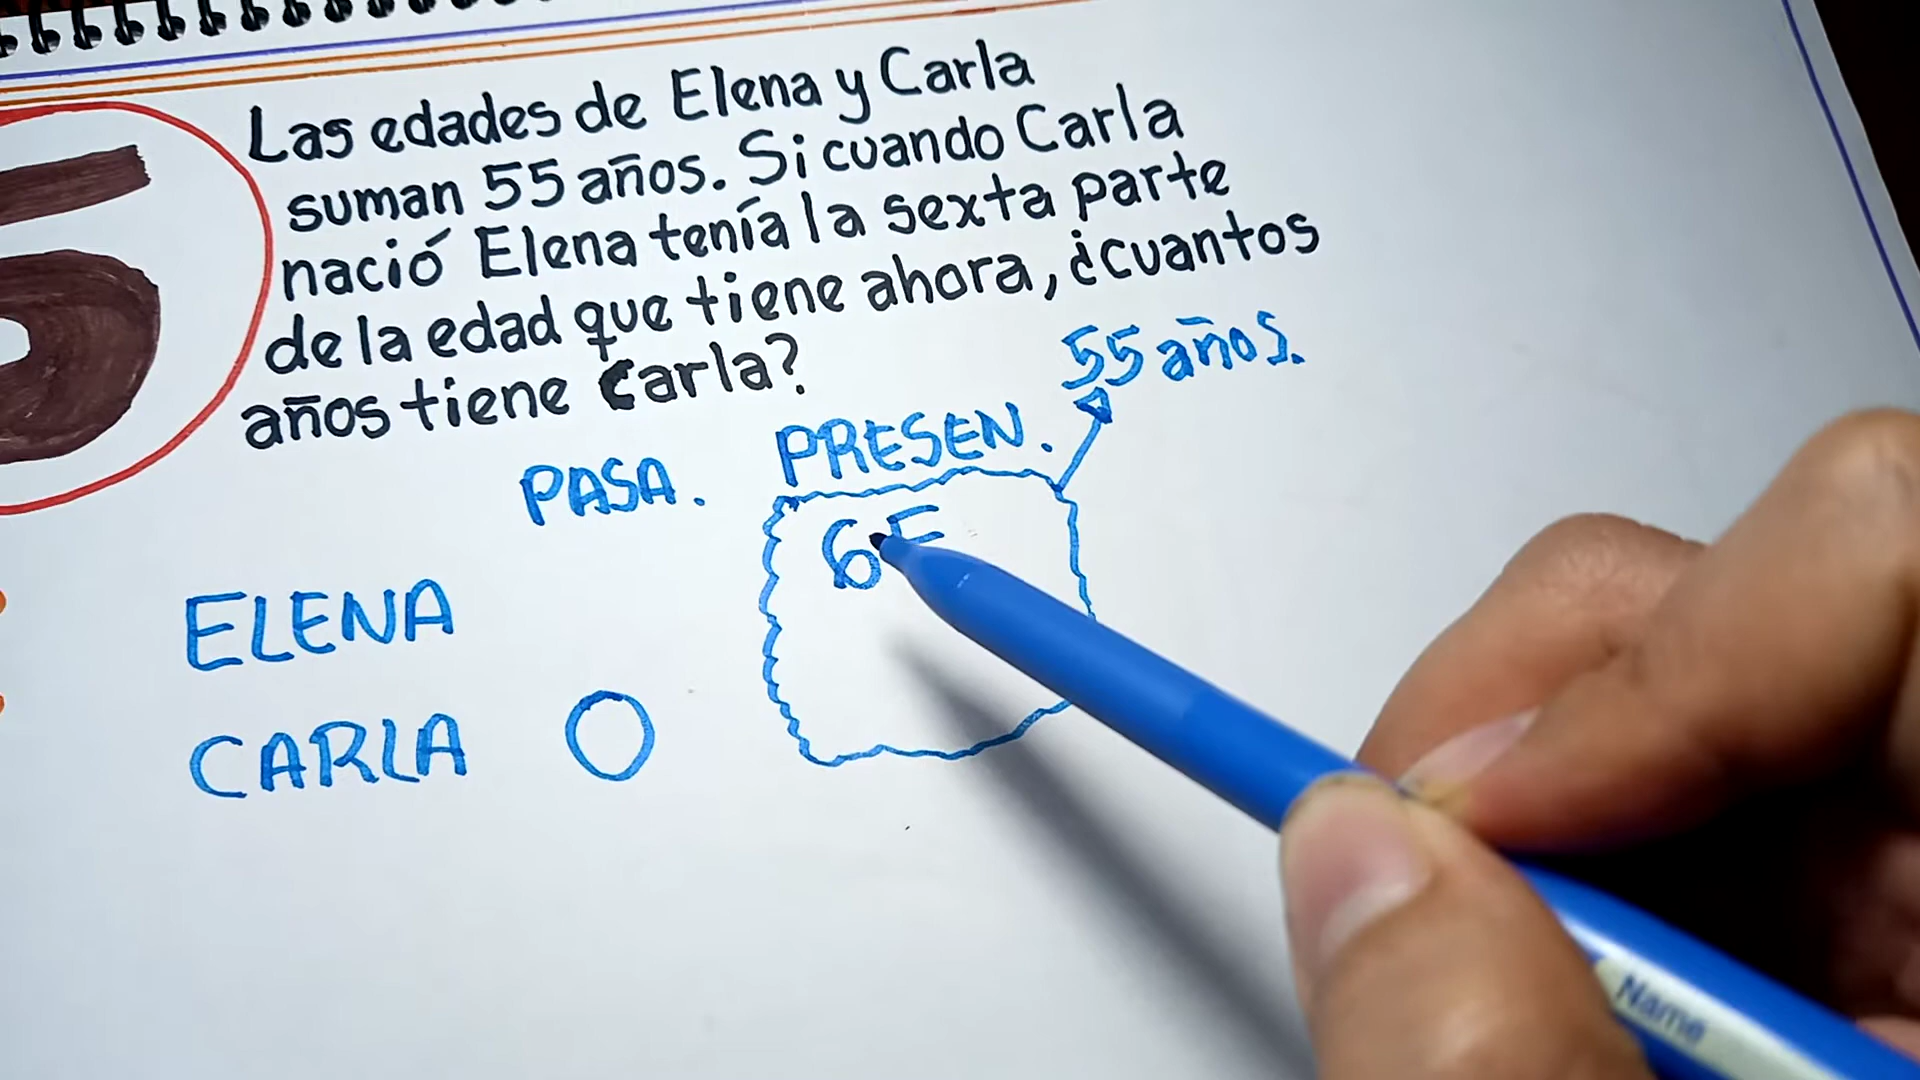 5
Las edades de Elena y Carla
suman 55 años. Si cuando Carla
nació Elena tenía la sexta parte
de la edad que tiene ahora, ¿cuantos
años tiene Carla?
55 años.
PASA. PRESEN.
6E
ELENA
CARLA O
Name